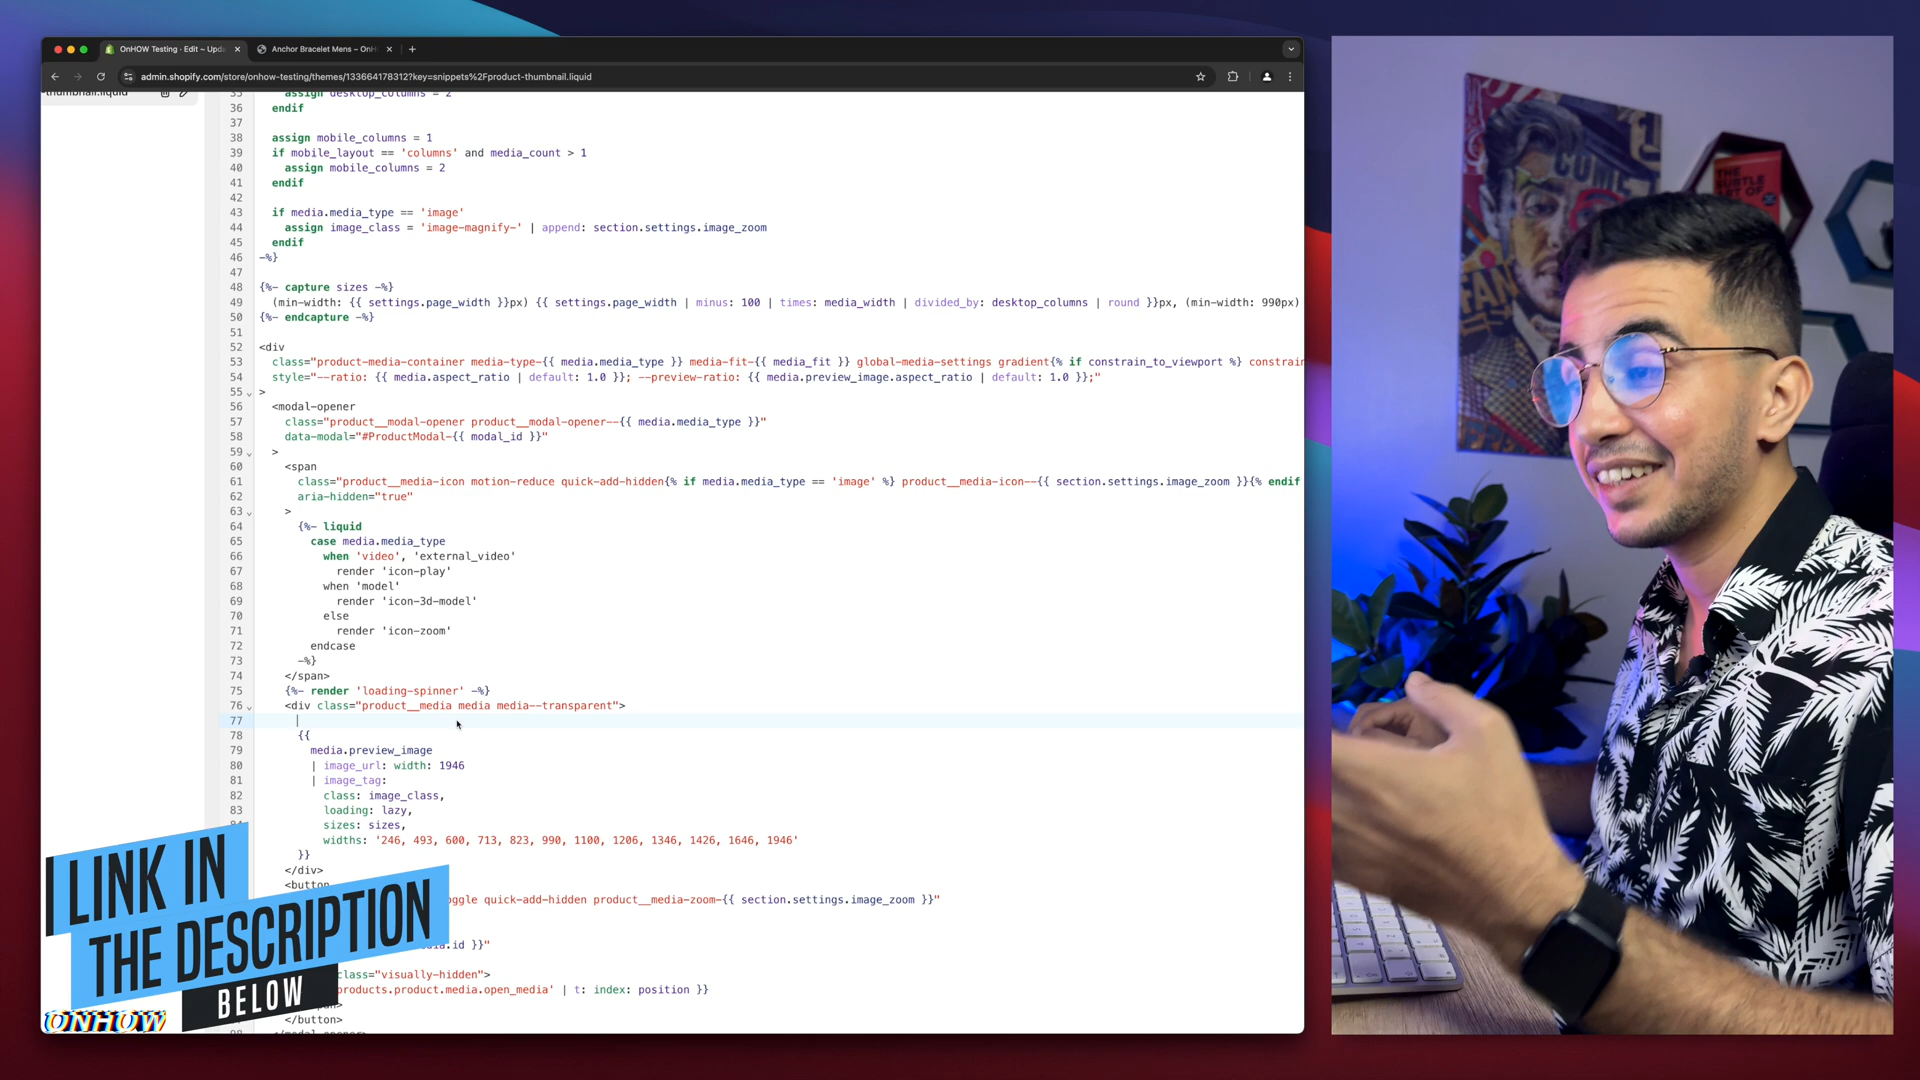 OnHOW Testing · Edit ~ Upda
Anchor Bracelet Mens – OnH
admin.shopify.com/store/onhow-testing/themes/133664178312?key=snippets%2Fproduct-thumbnail.liquid
thumbnail.liquid
35 assign desktop_columns = 2
36 endif
37
38 assign mobile_columns = 1
39 if mobile_layout == 'columns' and media_count > 1
40 assign mobile_columns = 2
41 endif
42
43 if media.media_type == 'image'
44 assign image_class = 'image-magnify-' | append: section.settings.image_zoom
45 endif
46 -%}
47
48 {%- capture sizes -%}
49 (min-width: {{ settings.page_width }}px) {{ settings.page_width | minus: 100 | times: media_width | divided_by: desktop_columns | round }}px, (min-width: 990px)
50 {%- endcapture -%}
51
52 <div
53 class="product-media-container media-type-{{ media.media_type }} media-fit-{{ media_fit }} global-media-settings gradient{% if constrain_to_viewport %} constrain
54 style="--ratio: {{ media.aspect_ratio | default: 1.0 }}; --preview-ratio: {{ media.preview_image.aspect_ratio | default: 1.0 }};"
55 >
56 <modal-opener
57 class="product__modal-opener product__modal-opener--{{ media.media_type }}"
58 data-modal="#ProductModal-{{ modal_id }}"
59 >
60 <span
61 class="product__media-icon motion-reduce quick-add-hidden{% if media.media_type == 'image' %} product__media-icon--{{ section.settings.image_zoom }}{% endif
62 aria-hidden="true"
63 >
64 {%- liquid
65 case media.media_type
66 when 'video', 'external_video'
67 render 'icon-play'
68 when 'model'
69 render 'icon-3d-model'
70 else
71 render 'icon-zoom'
72 endcase
73 -%}
74 </span>
75 {%- render 'loading-spinner' -%}
76 <div class="product__media media media--transparent">
77
78 {{
79 media.preview_image
80 | image_url: width: 1946
81 | image_tag:
82 class: image_class,
83 loading: lazy,
sizes: sizes,
widths: '246, 493, 600, 713, 823, 990, 1100, 1206, 1346, 1426, 1646, 1946'
}}
</div>
<button
oggle quick-add-hidden product__media-zoom-{{ section.settings.image_zoom }}"
.id }}"
class="visually-hidden">
products.product.media.open_media' | t: index: position }}
</button>
LINK IN
THE DESCRIPTION
BELOW
ONHOW
COME
FAN
THE SUBTLE
ART OF